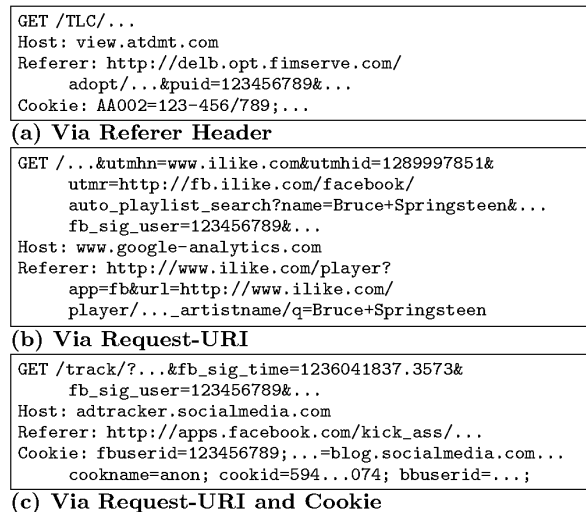 GET /TLC/...
Host: view.atdmt.com
Referer: http://delb.opt.fimserve.com/
adopt/...&puid=123456789&...
Cookie: AA002=123-456/789;...
(a) Via Referer Header
GET /...&utmhn=www.ilike.com&utmhid=1289997851&
utmr=http://fb.ilike.com/facebook/
auto_playlist_search?name=Bruce+Springsteen&...
fb_sig_user=123456789&...
Host: www.google-analytics.com
Referer: http://www.ilike.com/player?
app=fb&url=http://www.ilike.com/
player/..._artistname/q=Bruce+Springsteen
(b) Via Request-URI
GET /track/?...&fb_sig_time=1236041837.3573&
fb_sig_user=123456789&...
Host: adtracker.socialmedia.com
Referer: http://apps.facebook.com/kick_ass/...
Cookie: fbuserid=123456789;...=blog.socialmedia.com...
cookname=anon; cookid=594...074; bbuserid=...;
(c) Via Request-URI and Cookie